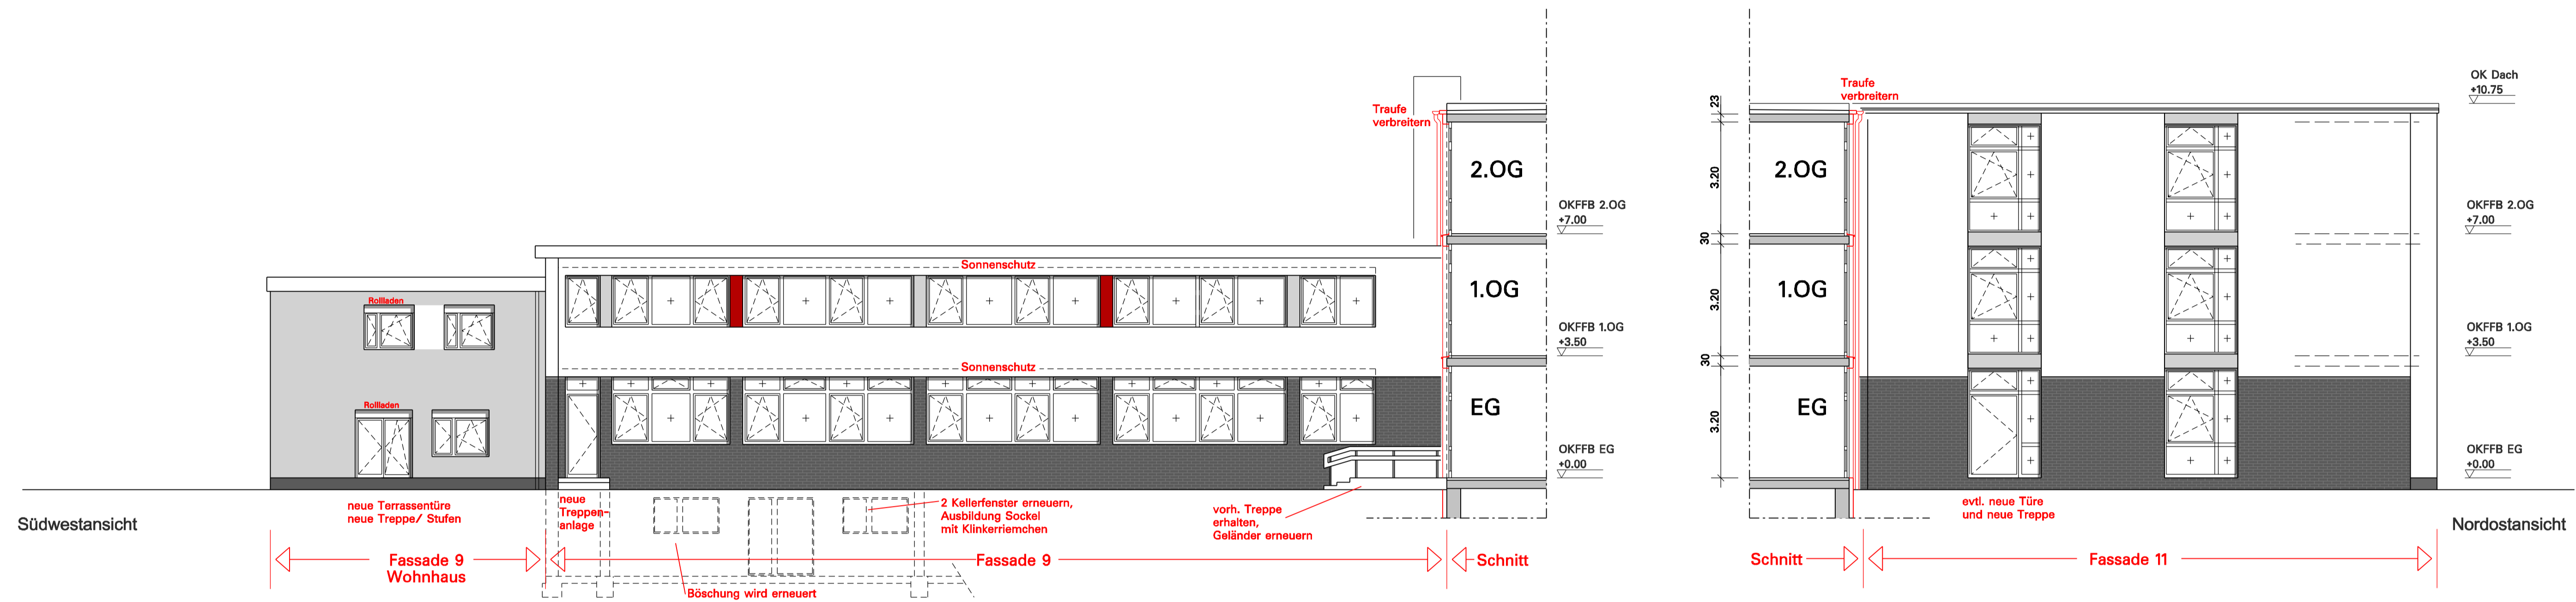 Traufe
verbreitern
2.OG
OKFFB 2.OG
+7.00
Sonnenschutz
1.OG
OKFFB 1.OG
+3.50
Rollladen
Sonnenschutz
Rollladen
EG
OKFFB EG
+0.00
neue Terrassentüre
neue Treppe/ Stufen
neue
Treppen-
anlage
2 Kellerfenster erneuern,
Ausbildung Sockel
mit Klinkerriemchen
vorh. Treppe
erhalten,
Geländer erneuern
Südwestansicht
Fassade 9
Wohnhaus
Fassade 9
Schnitt
Böschung wird erneuert
Traufe
verbreitern
OK Dach
+10.75
23
3.20
2.OG
OKFFB 2.OG
+7.00
30
3.20
1.OG
OKFFB 1.OG
+3.50
30
3.20
EG
OKFFB EG
+0.00
evtl. neue Türe
und neue Treppe
Nordostansicht
Schnitt
Fassade 11